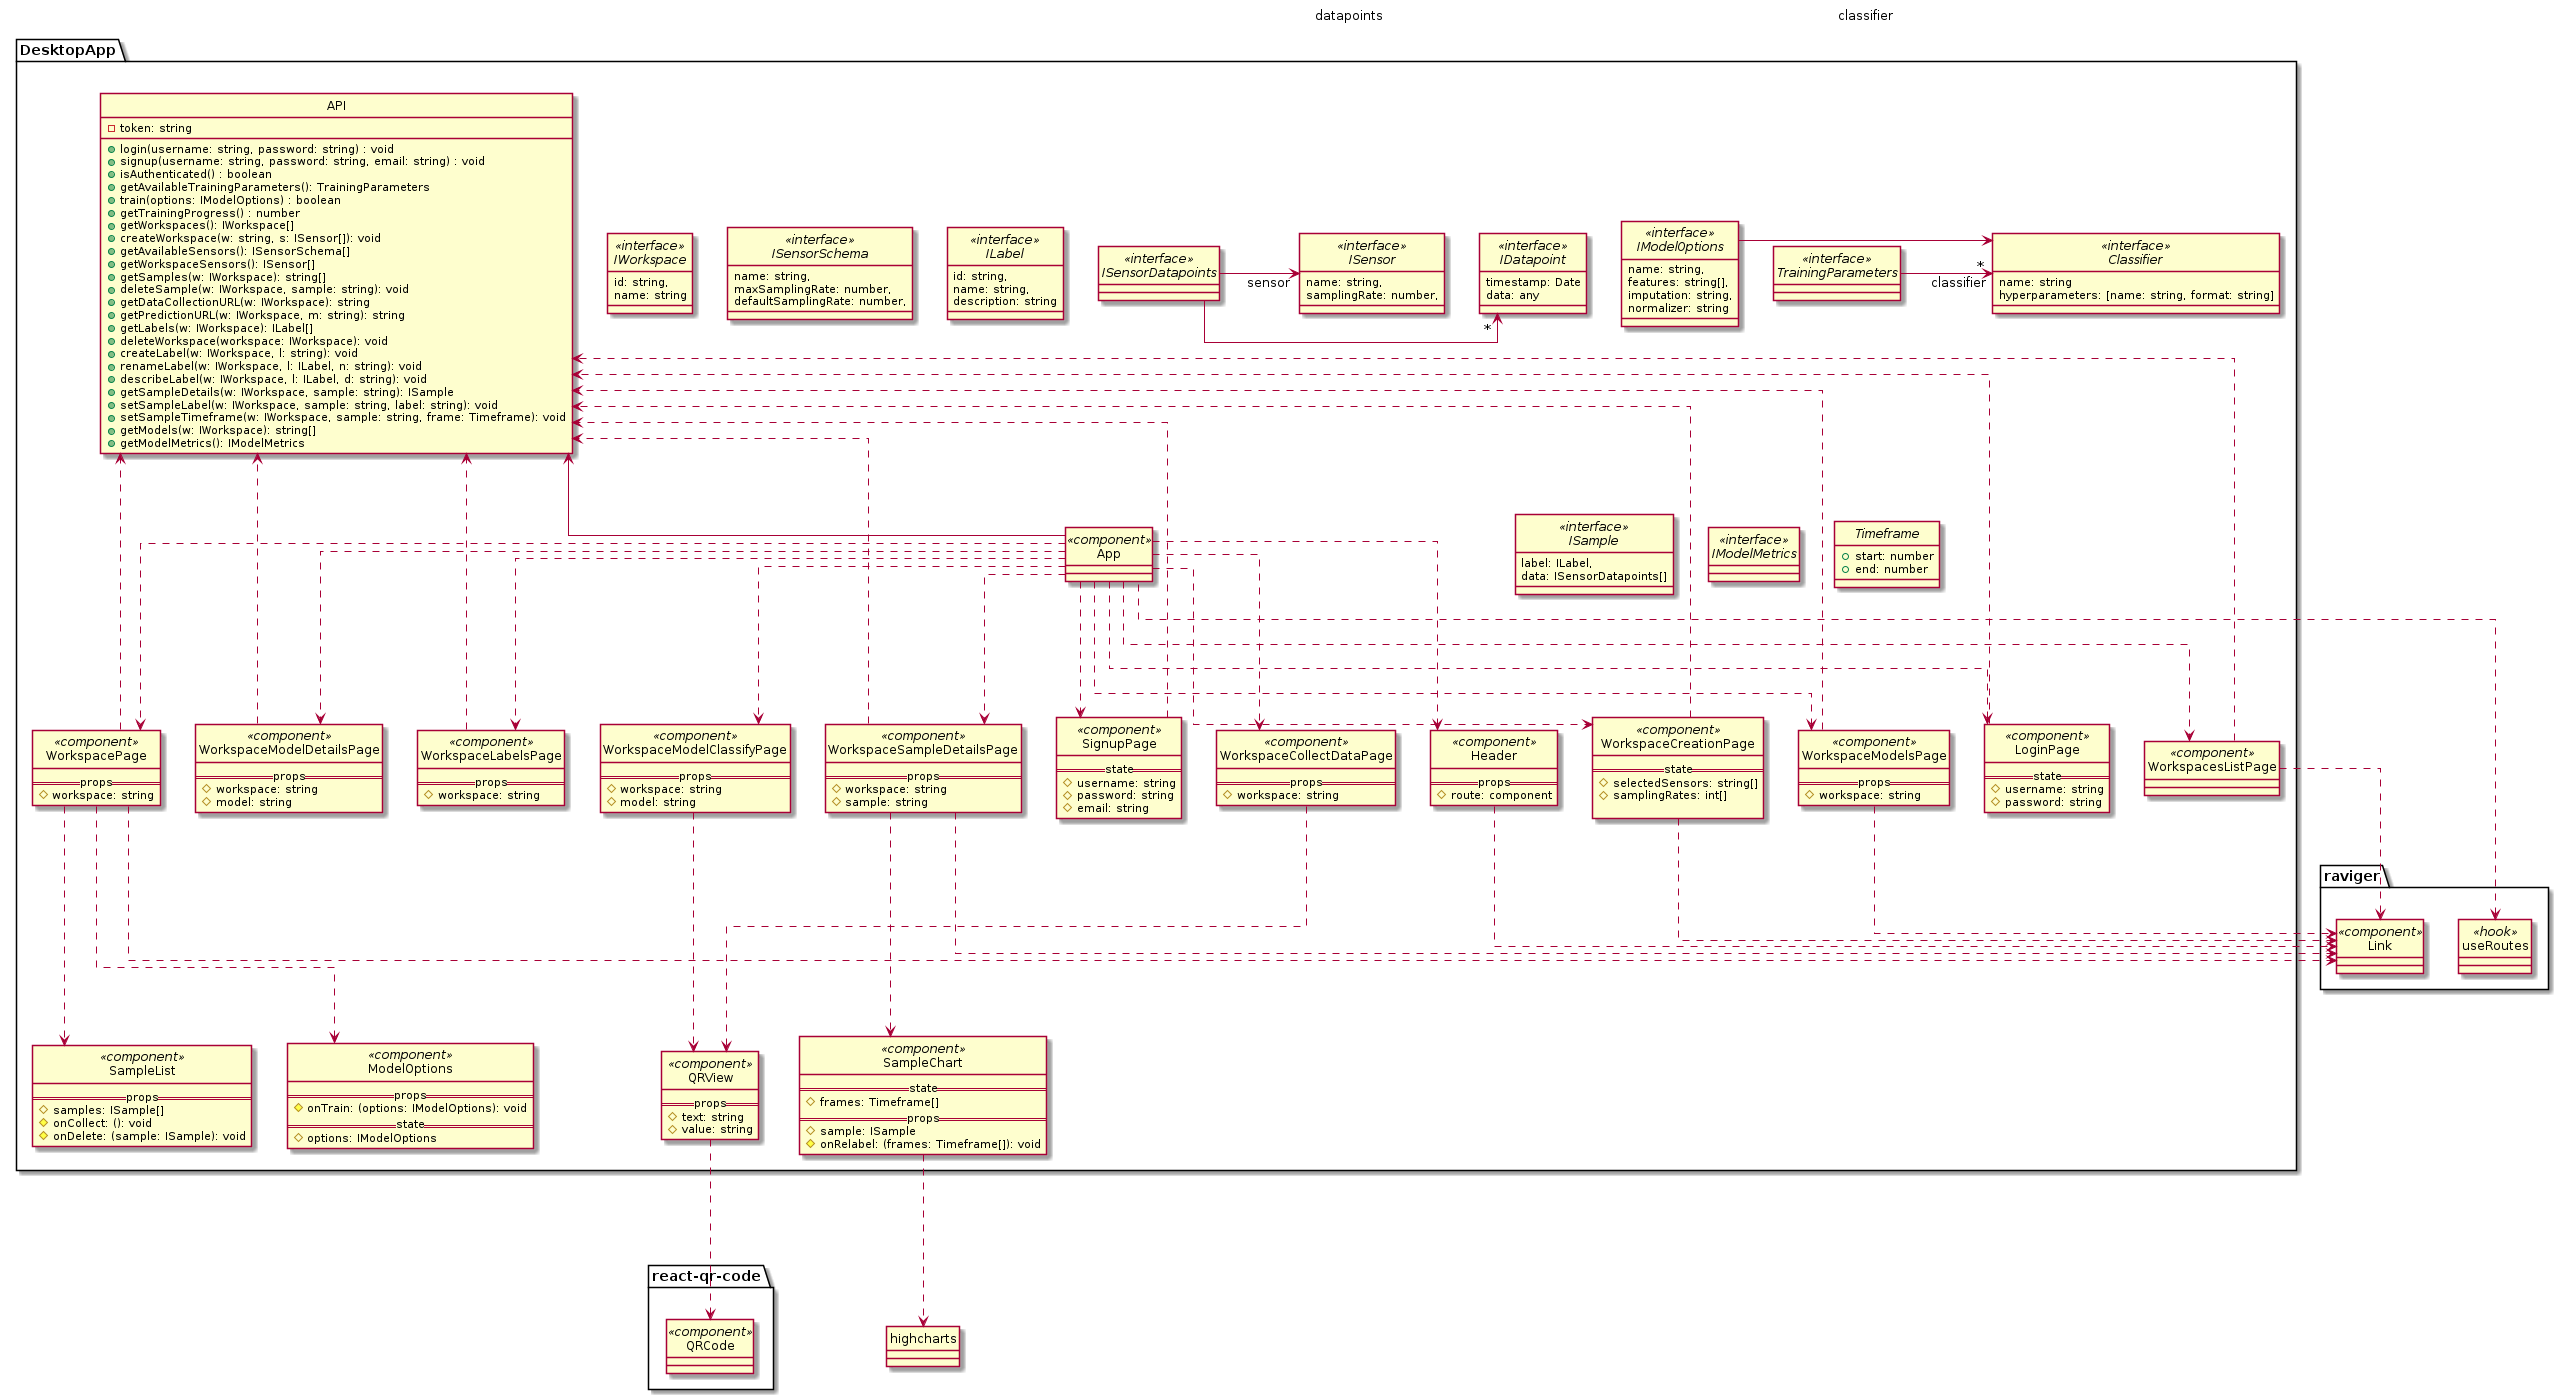 datapoints
classifier
DesktopApp
API
token: string
login(username: string, password: string) : void
signup(username: string, password: string, email: string) : void
isAuthenticated() : boolean
getAvailableTrainingParameters(): TrainingParameters
train(options: IModelOptions) : boolean
getTrainingProgress() : number
getWorkspaces(): IWorkspace[]
createWorkspace(w: string, s: ISensor[]): void
getAvailableSensors(): ISensorSchema[]
getWorkspaceSensors(): ISensor[]
getSamples(w: IWorkspace): string[]
deleteSample(w: IWorkspace, sample: string): void
getDataCollectionURL(w: IWorkspace): string
getPredictionURL(w: IWorkspace, m: string): string
getLabels(w: IWorkspace): ILabel[]
deleteWorkspace(workspace: IWorkspace): void
createLabel(w: IWorkspace, l: string): void
renameLabel(w: IWorkspace, l: ILabel, n: string): void
describeLabel(w: IWorkspace, l: ILabel, d: string): void
getSampleDetails(w: IWorkspace, sample: string): ISample
setSampleLabel(w: IWorkspace, sample: string, label: string): void
setSampleTimeframe(w: IWorkspace, sample: string, frame: Timeframe): void
getModels(w: IWorkspace): string[]
getModelMetrics(): IModelMetrics
«interface»
IWorkspace
id: string,
name: string
«interface»
ISensorSchema
name: string,
maxSamplingRate: number,
defaultSamplingRate: number,
«interface»
ILabel
id: string,
name: string,
description: string
«interface»
ISensorDatapoints
sensor
«interface»
ISensor
name: string,
samplingRate: number,
«interface»
IDatapoint
timestamp: Date
data: any
*
«interface»
IModelOptions
name: string,
features: string[],
imputation: string,
normalizer: string
«interface»
TrainingParameters
*
classifier
«interface»
Classifier
name: string
hyperparameters: [name: string, format: string]
«component»
App
«interface»
ISample
label: ILabel,
data: ISensorDatapoints[]
«interface»
IModelMetrics
Timeframe
start: number
end: number
«component»
WorkspacePage
props
workspace: string
«component»
WorkspaceModelDetailsPage
props
workspace: string
model: string
«component»
WorkspaceLabelsPage
props
workspace: string
«component»
WorkspaceModelClassifyPage
props
workspace: string
model: string
«component»
WorkspaceSampleDetailsPage
props
workspace: string
sample: string
«component»
SignupPage
state
username: string
password: string
email: string
«component»
WorkspaceCollectDataPage
props
workspace: string
«component»
Header
props
route: component
«component»
WorkspaceCreationPage
state
selectedSensors: string[]
samplingRates: int[]
«component»
WorkspaceModelsPage
props
workspace: string
«component»
LoginPage
state
username: string
password: string
«component»
WorkspacesListPage
raviger
«component»
Link
«hook»
useRoutes
«component»
SampleList
props
samples: ISample[]
onCollect: (): void
onDelete: (sample: ISample): void
«component»
ModelOptions
props
onTrain: (options: IModelOptions): void
state
options: IModelOptions
«component»
QRView
props
text: string
value: string
«component»
SampleChart
state
frames: Timeframe[]
props
sample: ISample
onRelabel: (frames: Timeframe[]): void
react-qr-code
«component»
QRCode
highcharts